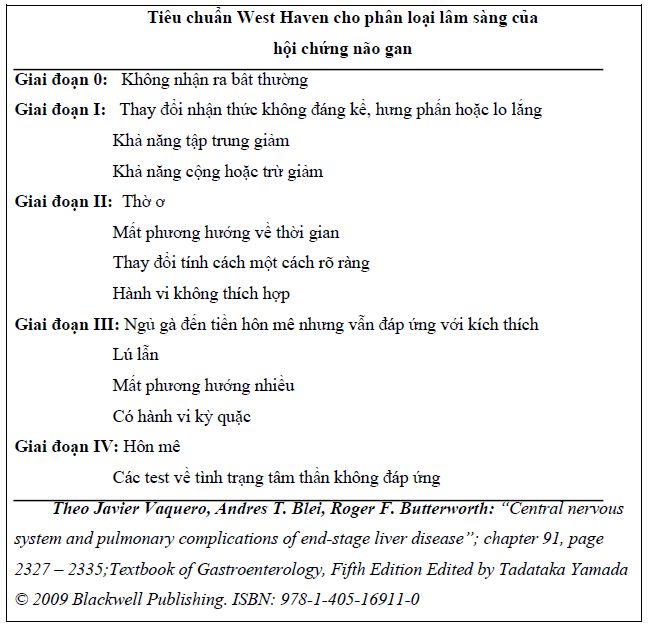 Tiêu chuẩn West Haven cho phân loại lâm sàng của
hội chứng não gan
Giai đoạn 0: Không nhận ra bất thường
Giai đoạn I: Thay đổi nhận thức không đáng kể, hưng phấn hoặc lo lắng
Khả năng tập trung giảm
Khả năng cộng hoặc trừ giảm
Giai đoạn II: Thờ ơ
Mất phương hướng về thời gian
Thay đổi tính cách một cách rõ ràng
Hành vi không thích hợp
Giai đoạn III: Ngủ gà đến tiền hôn mê nhưng vẫn đáp ứng với kích thích
Lú lẫn
Mất phương hướng nhiều
Có hành vi kỳ quặc
Giai đoạn IV: Hôn mê
Các test về tình trạng tâm thần không đáp ứng
Theo Javier Vaquero, Andres T. Blei, Roger F. Butterworth: “Central nervous
system and pulmonary complications of end-stage liver disease”; chapter 91, page
2327 – 2335;Textbook of Gastroenterology, Fifth Edition Edited by Tadataka Yamada
© 2009 Blackwell Publishing. ISBN: 978-1-405-16911-0